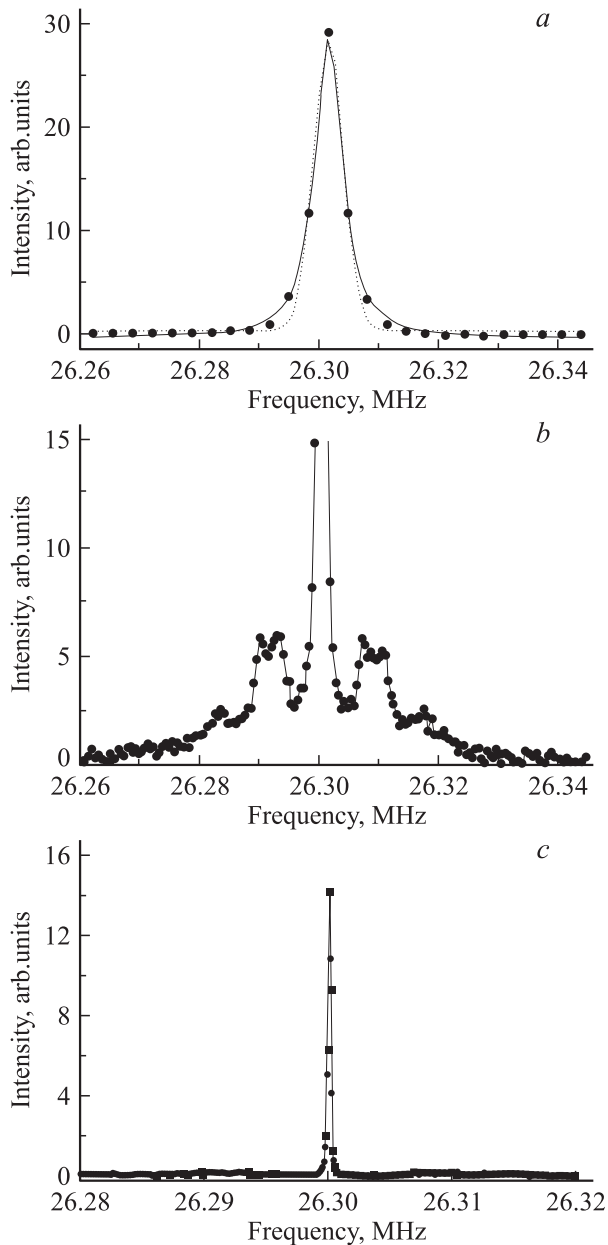 a
30
20
10
0
Intensity, arb.units
26.26 26.28 26.30 26.32 26.34
Frequency, MHz
b
15
10
5
0
Intensity, arb.units
26.26 26.28 26.30 26.32 26.34
Frequency, MHz
c
16
12
8
4
0
Intensity, arb.units
26.28 26.29 26.30 26.31 26.32
Frequency, MHz